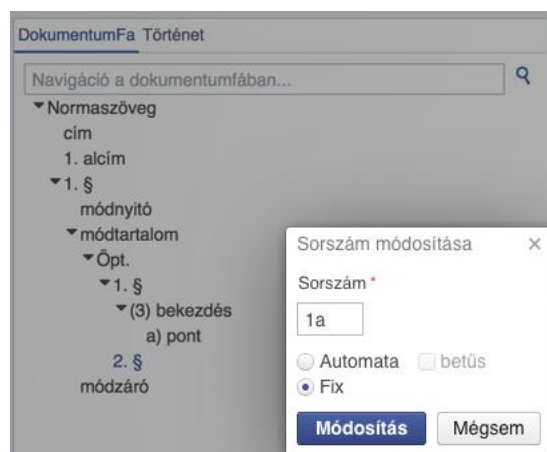 DokumentumFa Történet
Navigáció a dokumentumfában...
Normaszöveg
cím
1. alcím
1. §
módnyitó
módtartalom
Öpt.
1. §
(3) bekezdés
a) pont
2. §
módzáró
Sorszám módosítása
Sorszám *
1a
Automata betűs
Fix
Módosítás Mégsem